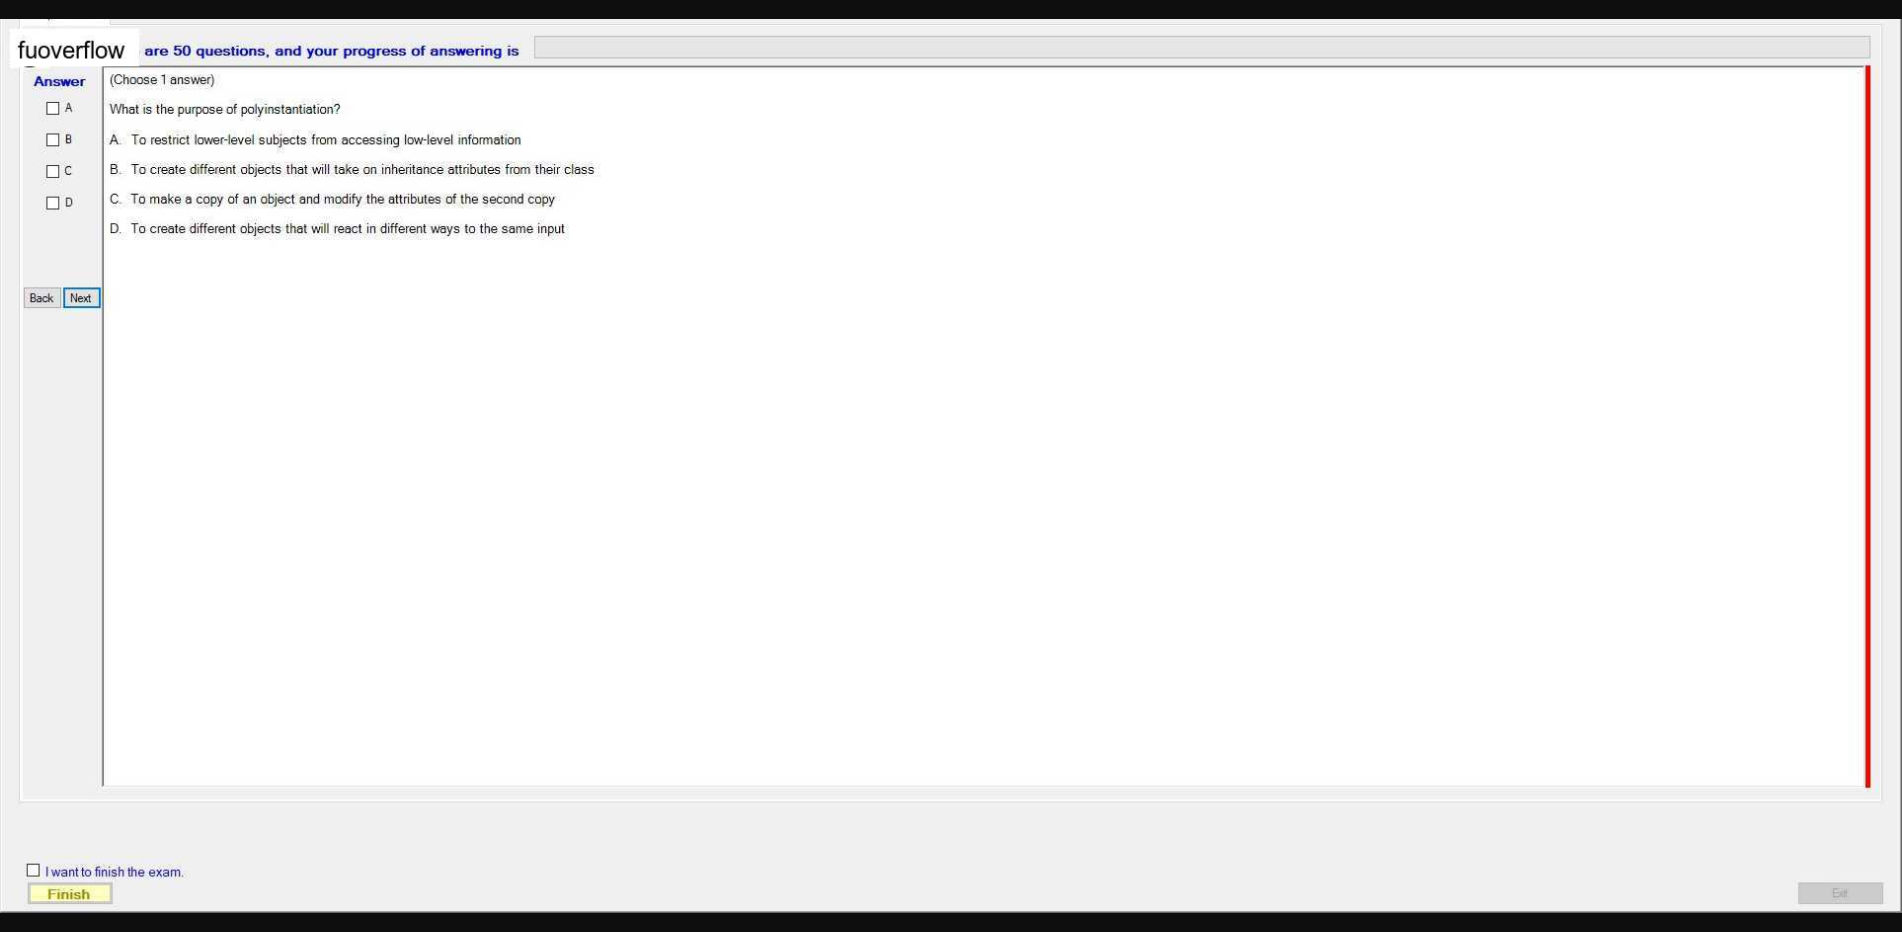 fuoverflow are 50 questions, and your progress of answering is
Answer
(Choose 1 answer)
A
What is the purpose of polyinstantiation?
B
A. To restrict lower-level subjects from accessing low-level information
C
B. To create different objects that will take on inheritance attributes from their class
D
C. To make a copy of an object and modify the attributes of the second copy
D. To create different objects that will react in different ways to the same input
Back Next
I want to finish the exam.
Finish
Exit